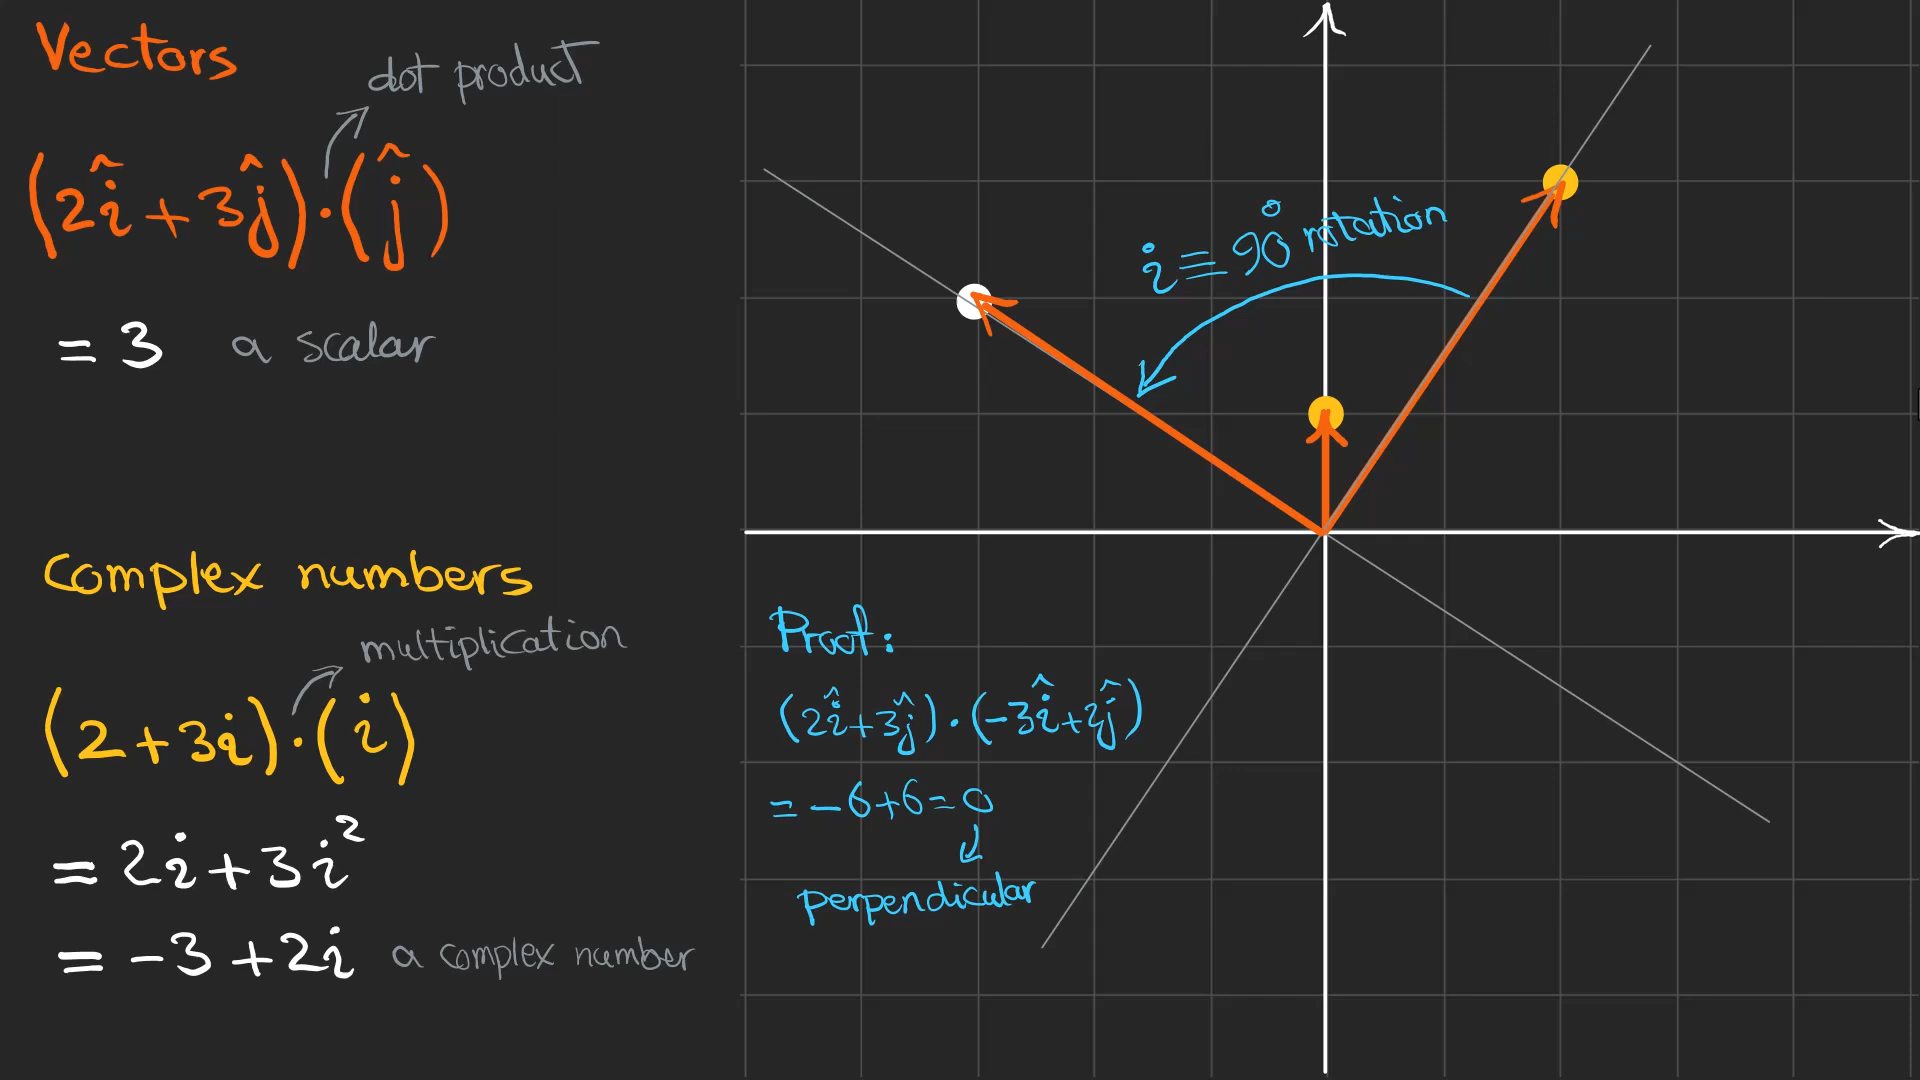 Vectors
dot product
(2î + 3ĵ) · (ĵ)
= 3 a scalar
Complex numbers
multiplication
(2 + 3i) · (i)
= 2i + 3i²
= -3 + 2i a complex number
i ≡ 90° rotation
Proof:
(2î + 3ĵ) · (-3î + 2ĵ)
= -6 + 6 = 0
perpendicular